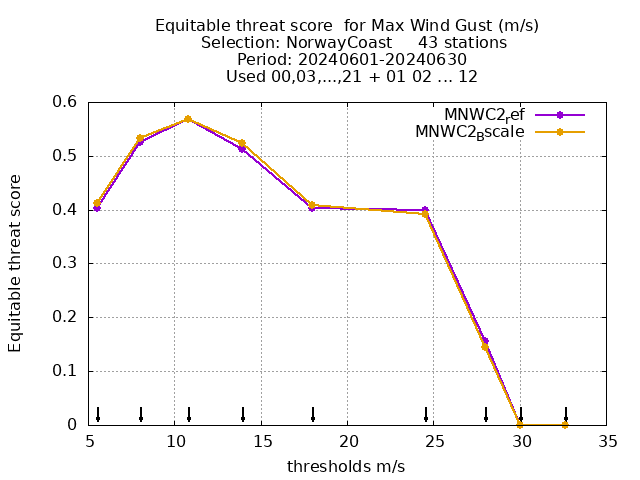 Equitable threat score  for Max Wind Gust (m/s)
Selection: NorwayCoast     43 stations
Period: 20240601-20240630
Used 00,03,...,21 + 01 02 ... 12
MNWC2_ref
MNWC2_Bscale
Equitable threat score
0.6
0.5
0.4
0.3
0.2
0.1
0
5 10 15 20 25 30 35
thresholds m/s